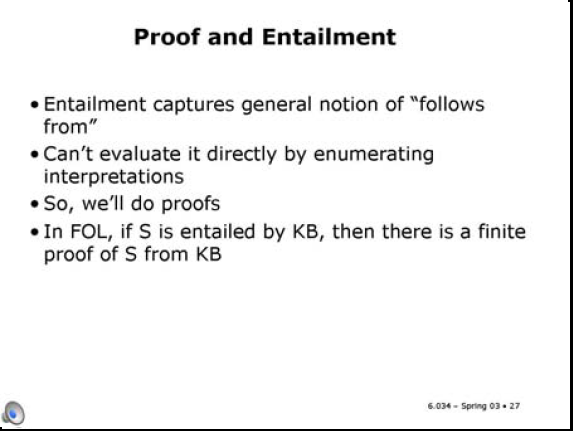 Proof and Entailment
• Entailment captures general notion of “follows
from”
• Can’t evaluate it directly by enumerating
interpretations
• So, we’ll do proofs
• In FOL, if S is entailed by KB, then there is a finite
proof of S from KB
6.034 – Spring 03 • 27